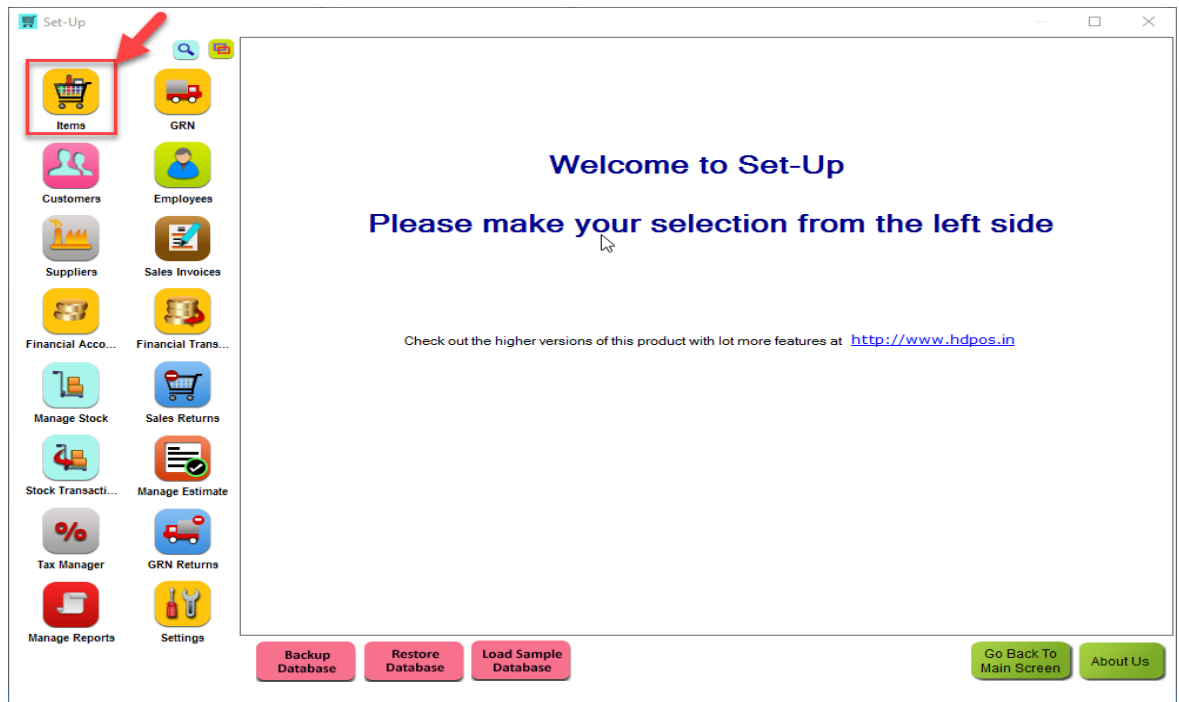 Set-Up
Items
GRN
Customers
Employees
Suppliers
Sales Invoices
Financial Acco...
Financial Trans...
Manage Stock
Sales Returns
Stock Transacti...
Manage Estimate
%
Tax Manager
GRN Returns
Manage Reports
Settings
Welcome to Set-Up
Please make your selection from the left side
Check out the higher versions of this product with lot more features at http://www.hdpos.in
Backup
Database
Restore
Database
Load Sample
Database
Go Back To
Main Screen
About Us